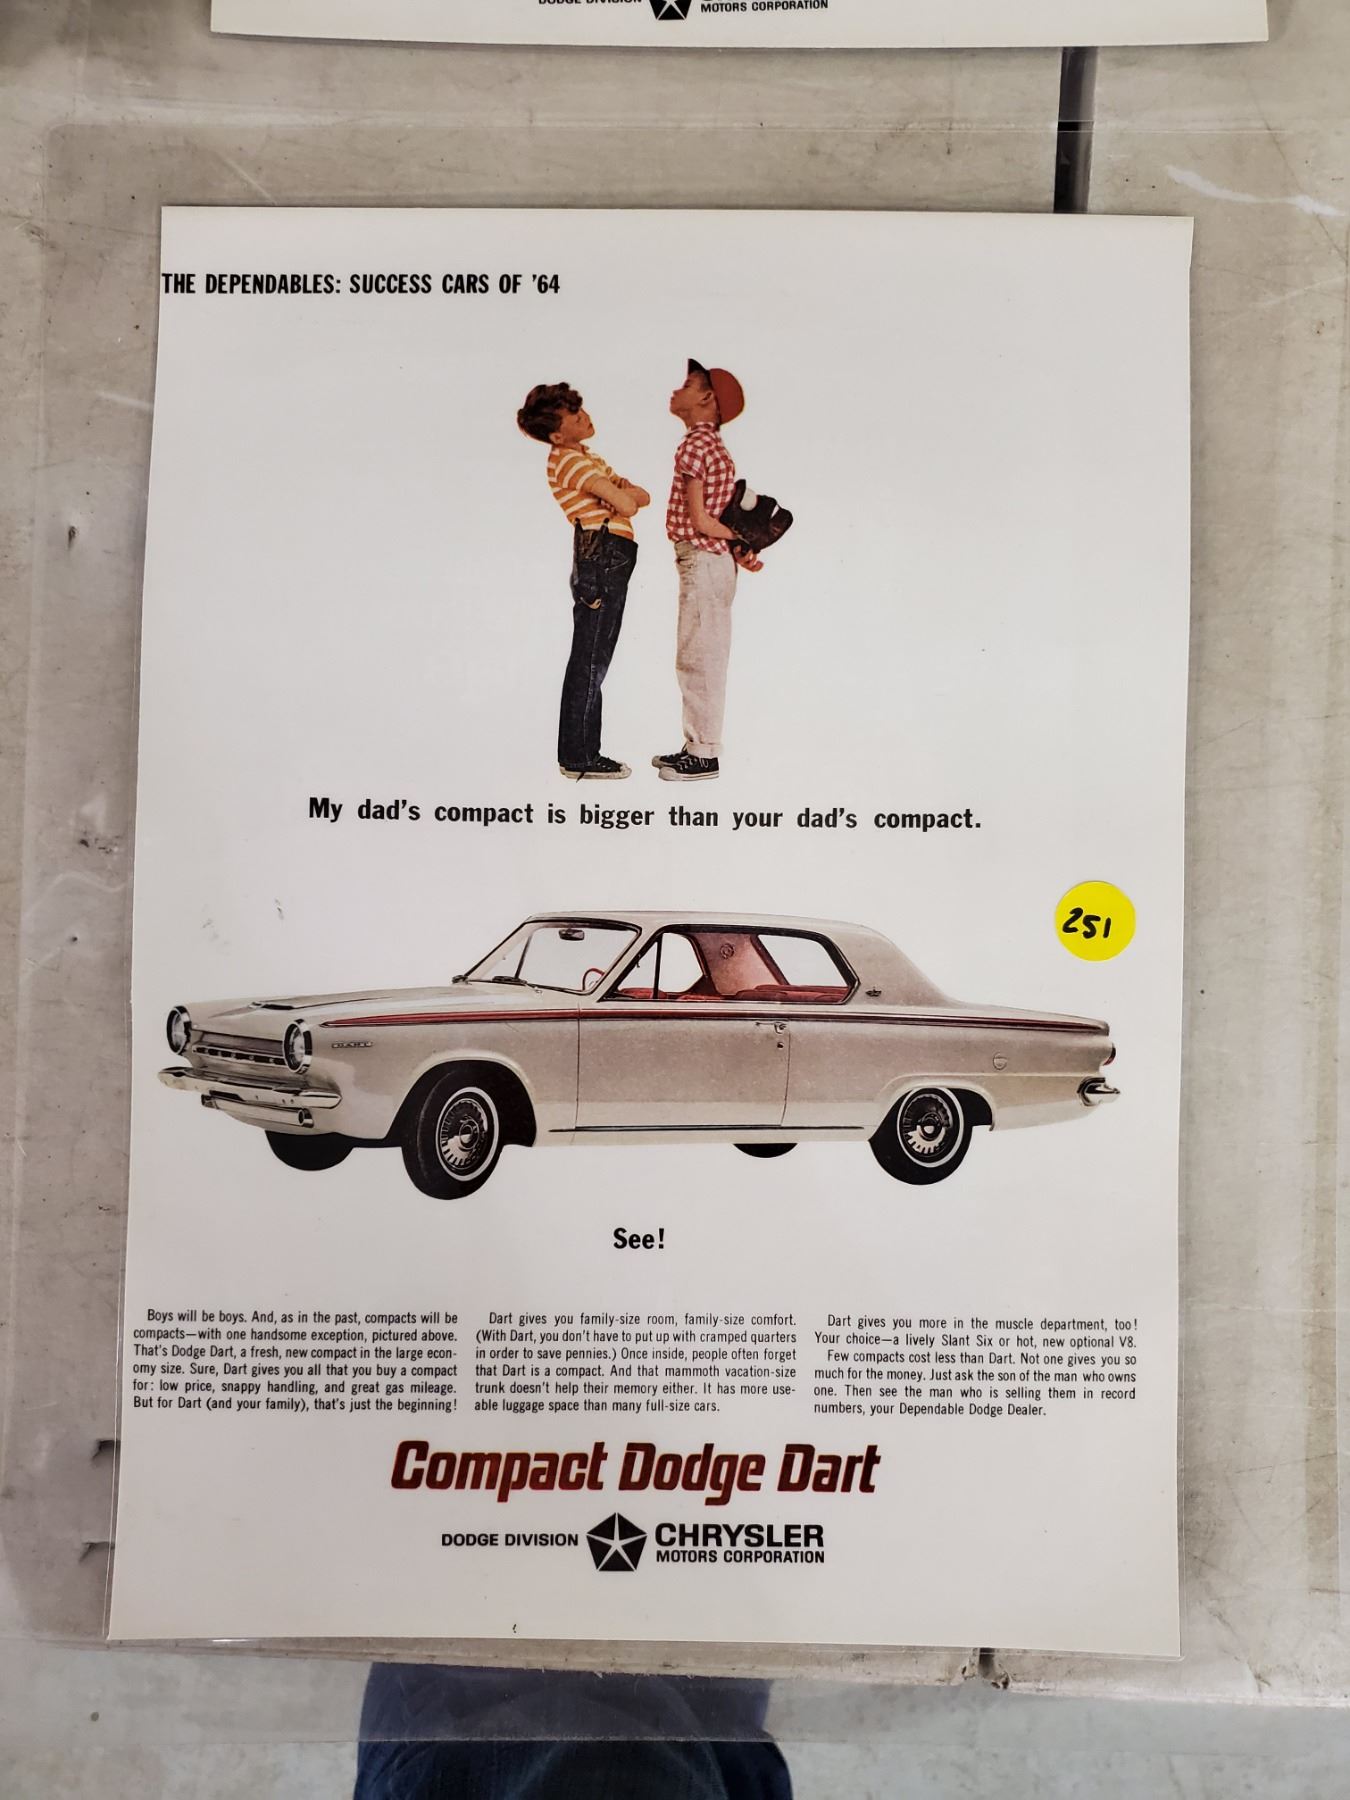 DODGE DIVISION MOTORS CORPORATION
THE DEPENDABLES: SUCCESS CARS OF '64
My dad's compact is bigger than your dad's compact.
251
DART
See!
Boys will be boys. And, as in the past, compacts will be
compacts—with one handsome exception, pictured above.
That's Dodge Dart, a fresh, new compact in the large econ-
omy size. Sure, Dart gives you all that you buy a compact
for: low price, snappy handling, and great gas mileage.
But for Dart (and your family), that's just the beginning!
Dart gives you family-size room, family-size comfort.
(With Dart, you don't have to put up with cramped quarters
in order to save pennies.) Once inside, people often forget
that Dart is a compact. And that mammoth vacation-size
trunk doesn't help their memory either. It has more use-
able luggage space than many full-size cars.
Dart gives you more in the muscle department, too!
Your choice—a lively Slant Six or hot, new optional V8.
Few compacts cost less than Dart. Not one gives you so
much for the money. Just ask the son of the man who owns
one. Then see the man who is selling them in record
numbers, your Dependable Dodge Dealer.
Compact Dodge Dart
DODGE DIVISION CHRYSLER
MOTORS CORPORATION